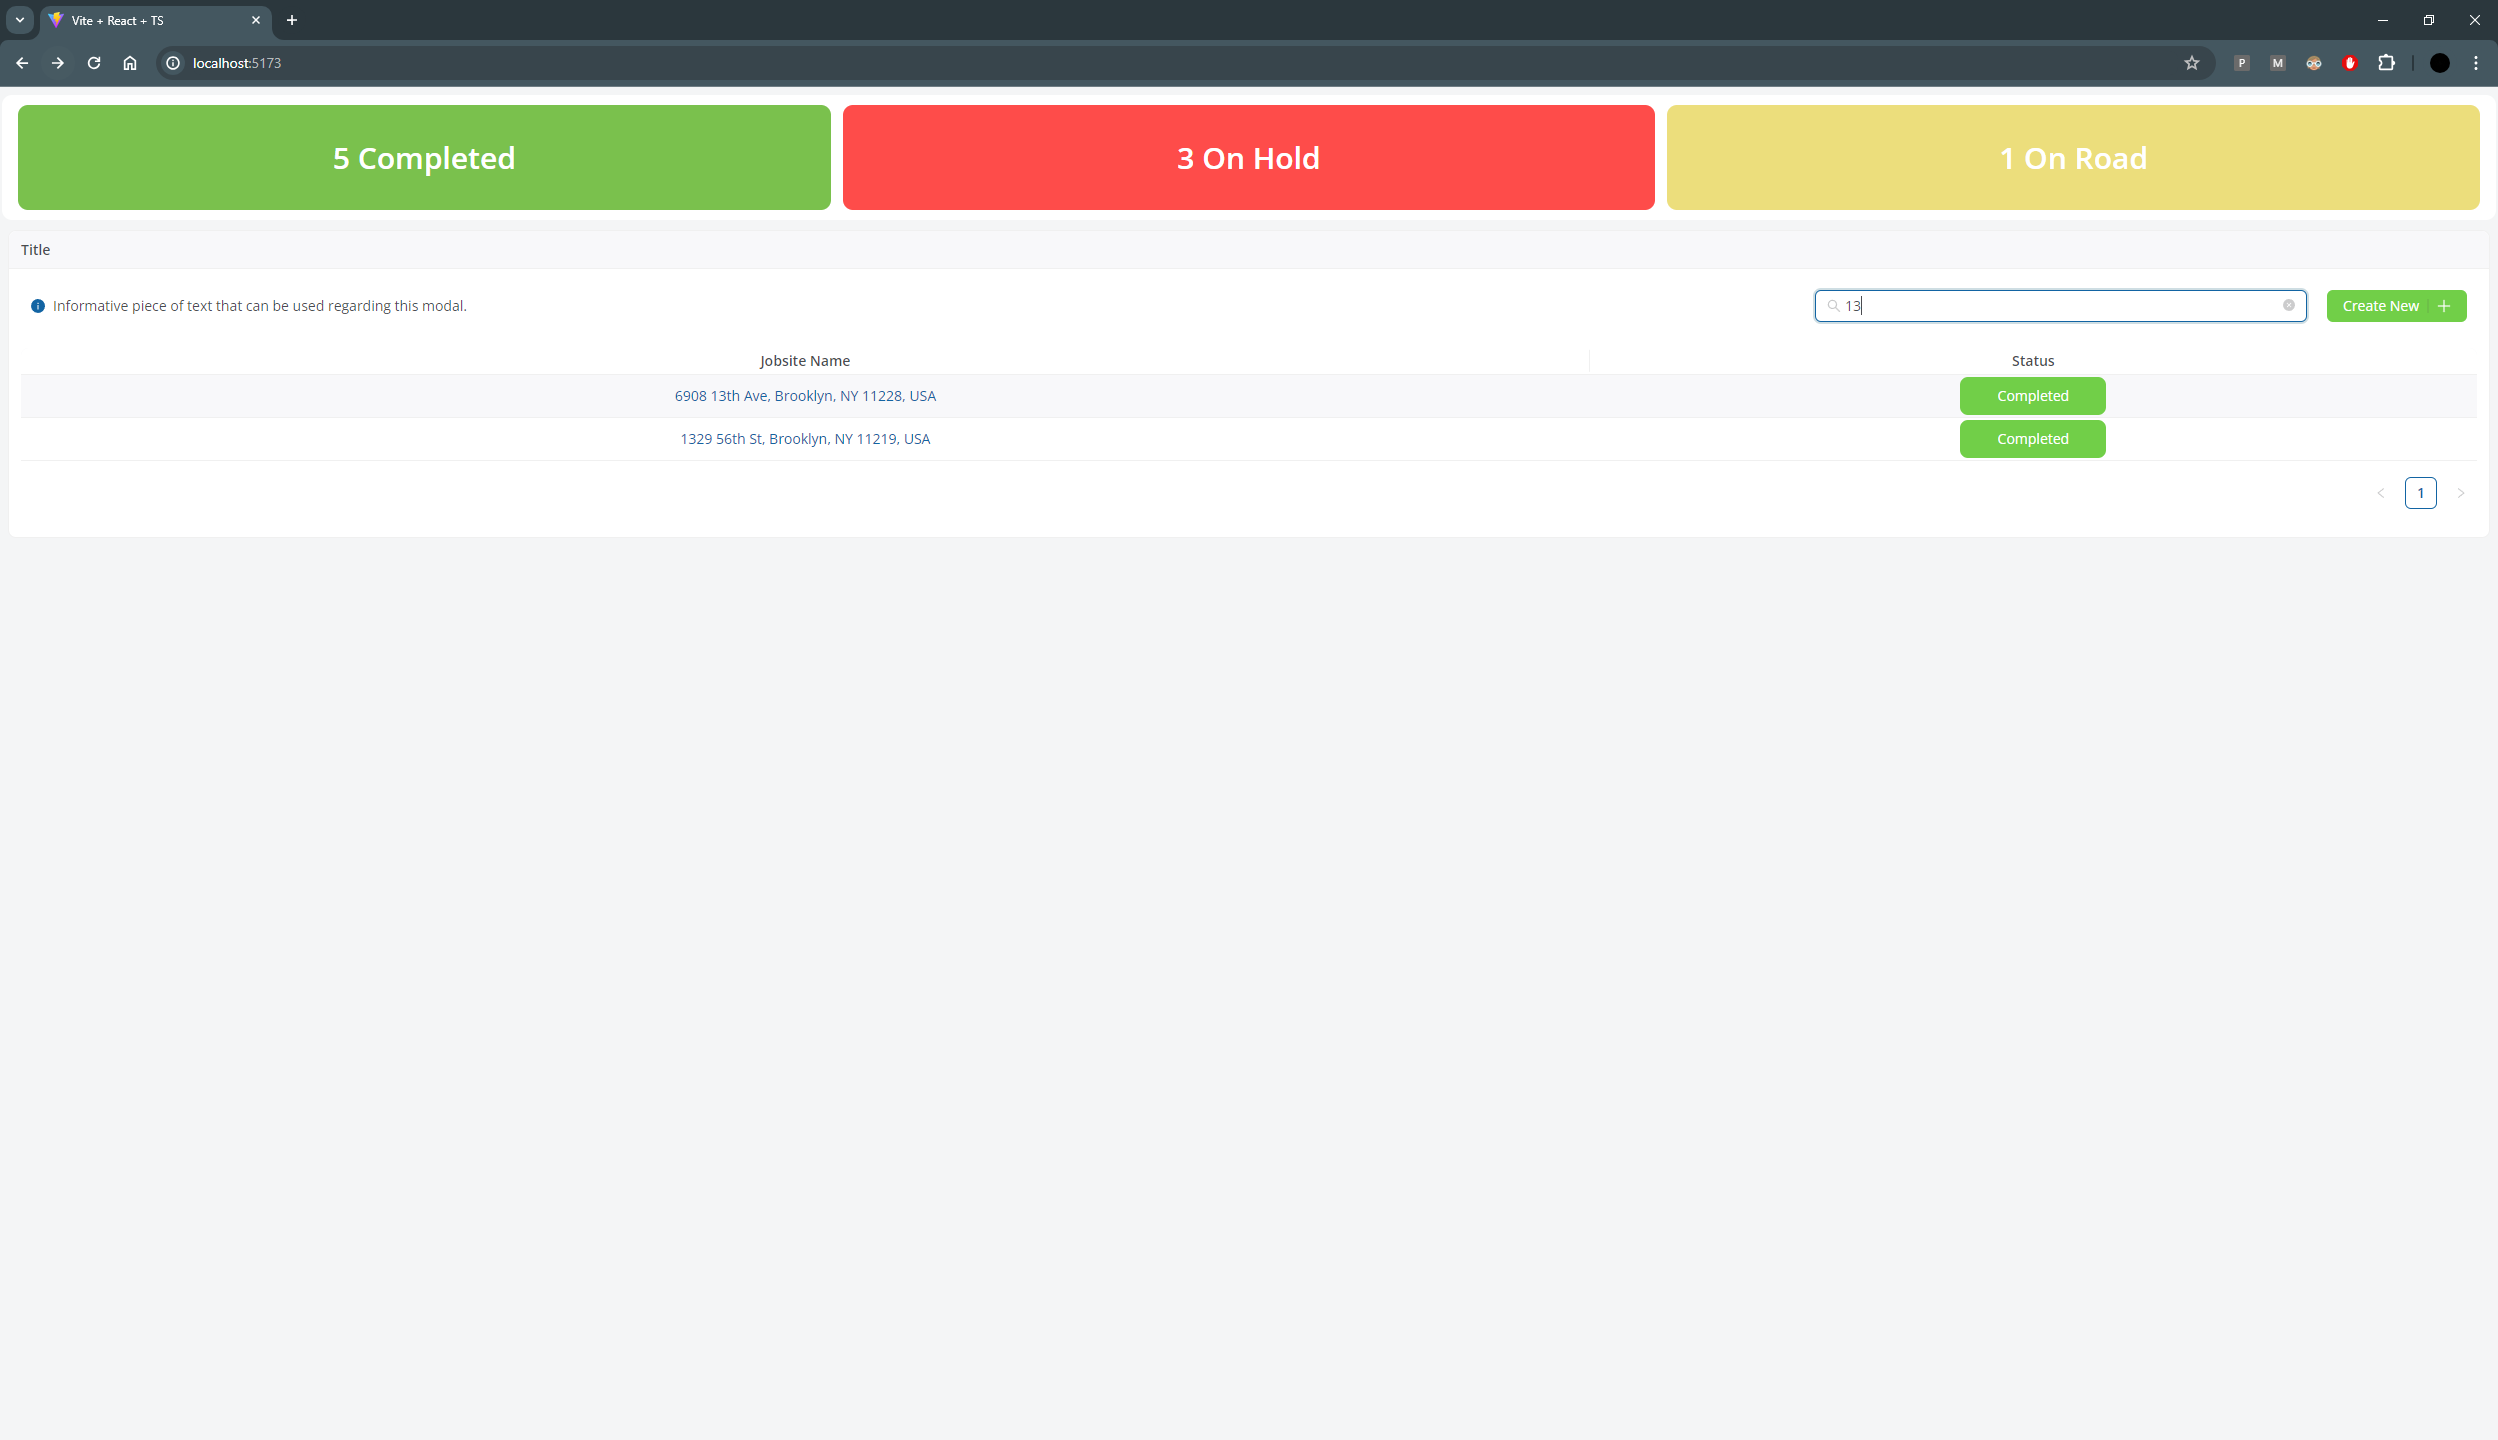 Vite + React + TS
localhost:5173
P M
5 Completed
3 On Hold
1 On Road
Title
Informative piece of text that can be used regarding this modal.
13
Create New
Jobsite Name
Status
6908 13th Ave, Brooklyn, NY 11228, USA
Completed
1329 56th St, Brooklyn, NY 11219, USA
Completed
1